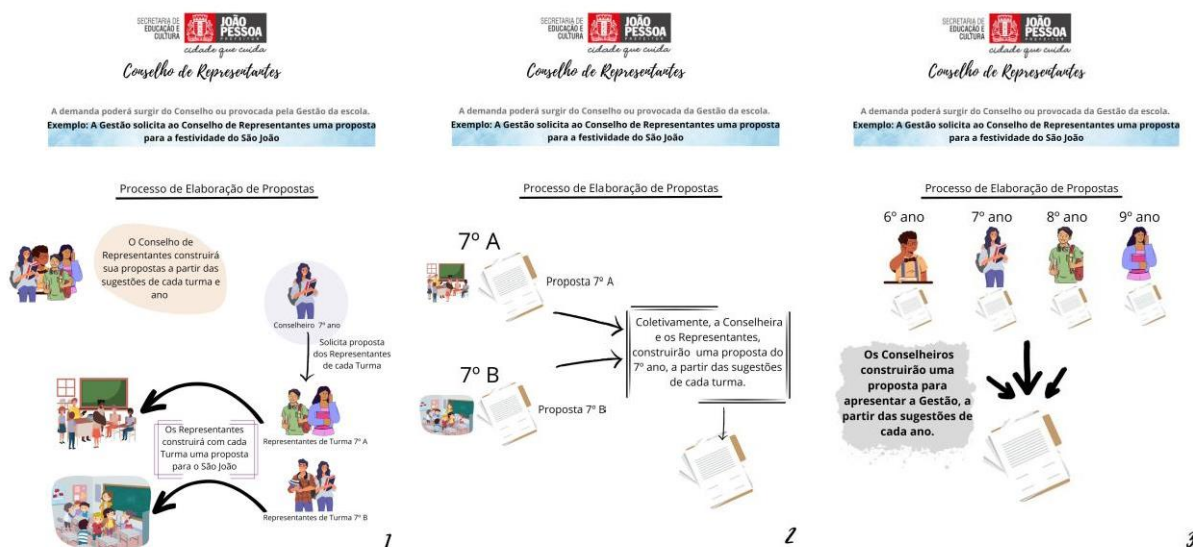 SECRETARIA DE
EDUCAÇÃO E
CULTURA
JOÃO
PESSOA
PREFEITURA
cidade que cuida
Conselho de Representantes
A demanda poderá surgir do Conselho ou provocada pela Gestão da escola.
Exemplo: A Gestão solicita ao Conselho de Representantes uma proposta
para a festividade do São João
Processo de Elaboração de Propostas
O Conselho de
Representantes construirá
sua propostas a partir das
sugestões de cada turma e
ano
Conselheiro 7º ano
Solicita proposta
dos Representantes
de cada Turma
Os Representantes
construirá com cada
Turma uma proposta
para o São João
Representantes de Turma 7º A
Representantes de Turma 7º B
1
SECRETARIA DE
EDUCAÇÃO E
CULTURA
JOÃO
PESSOA
PREFEITURA
cidade que cuida
Conselho de Representantes
A demanda poderá surgir do Conselho ou provocada da Gestão da escola.
Exemplo: A Gestão solicita ao Conselho de Representantes uma proposta
para a festividade do São João
Processo de Elaboração de Propostas
7º A
Proposta 7º A
Coletivamente, a Conselheira
e os Representantes,
construirão uma proposta do
7º ano, a partir das sugestões
de cada turma.
7º B
Proposta 7º B
2
SECRETARIA DE
EDUCAÇÃO E
CULTURA
JOÃO
PESSOA
PREFEITURA
cidade que cuida
Conselho de Representantes
A demanda poderá surgir do Conselho ou provocada da Gestão da escola.
Exemplo: A Gestão solicita ao Conselho de Representantes uma proposta
para a festividade do São João
Processo de Elaboração de Propostas
6º ano 7º ano 8º ano 9º ano
Os Conselheiros
construirão uma
proposta para
apresentar a Gestão, a
partir das sugestões de
cada ano.
3